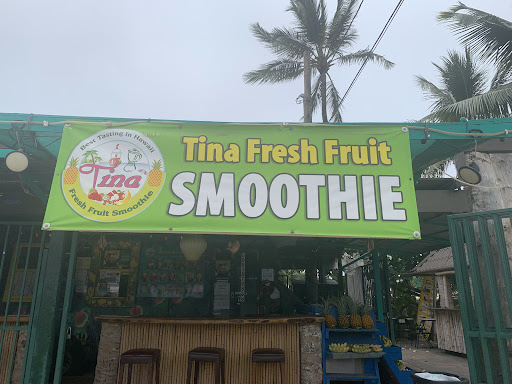 Best Tasting in Hawaii
Tina
Fresh Fruit Smoothie
Tina Fresh Fruit
SMOOTHIE